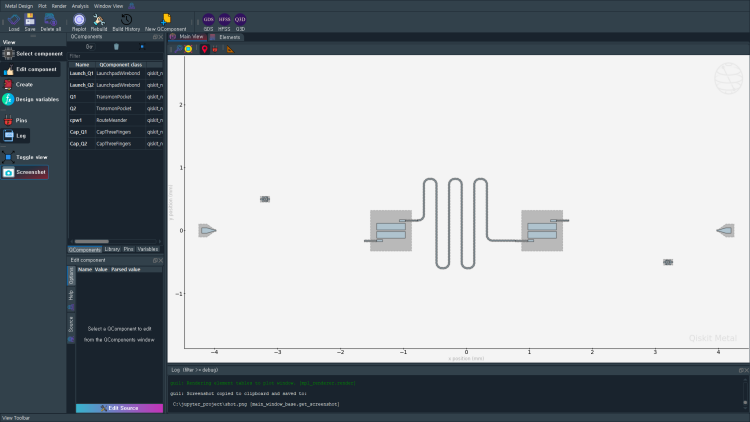 Metal Design Plot Render Analysis Window View
Load Save Delete all Replot Rebuild Build History New QComponent GDS GDS HFSS HFSS Q3D Q3D
View
Select component
Edit component
Create
Design variables
Pins
Log
Toggle view
Screenshot
QComponents
Filter
Name QComponent class
Launch_Q1 LaunchpadWirebond qiskit_n
Launch_Q2 LaunchpadWirebond qiskit_n
Q1 TransmonPocket qiskit_n
Q2 TransmonPocket qiskit_n
cpw1 RouteMeander qiskit_n
Cap_Q1 CapThreeFingers qiskit_n
Cap_Q2 CapThreeFingers qiskit_n
QComponents Library Pins Variables
Edit component
Options
Help
Source
Name Value Parsed value
Select a QComponent to edit
from the QComponents window
Edit Source
Main View Elements
2
1
0
−1
y position (mm)
−4 −3 −2 −1 0 1 2 3 4
x position (mm)
Qiskit Metal
Log (filter >= debug)
gull: Screenshot copied to clipboard and saved to:
C:\jupyter_project\shot.png [main_window_base.get_screenshot]
View Toolbar